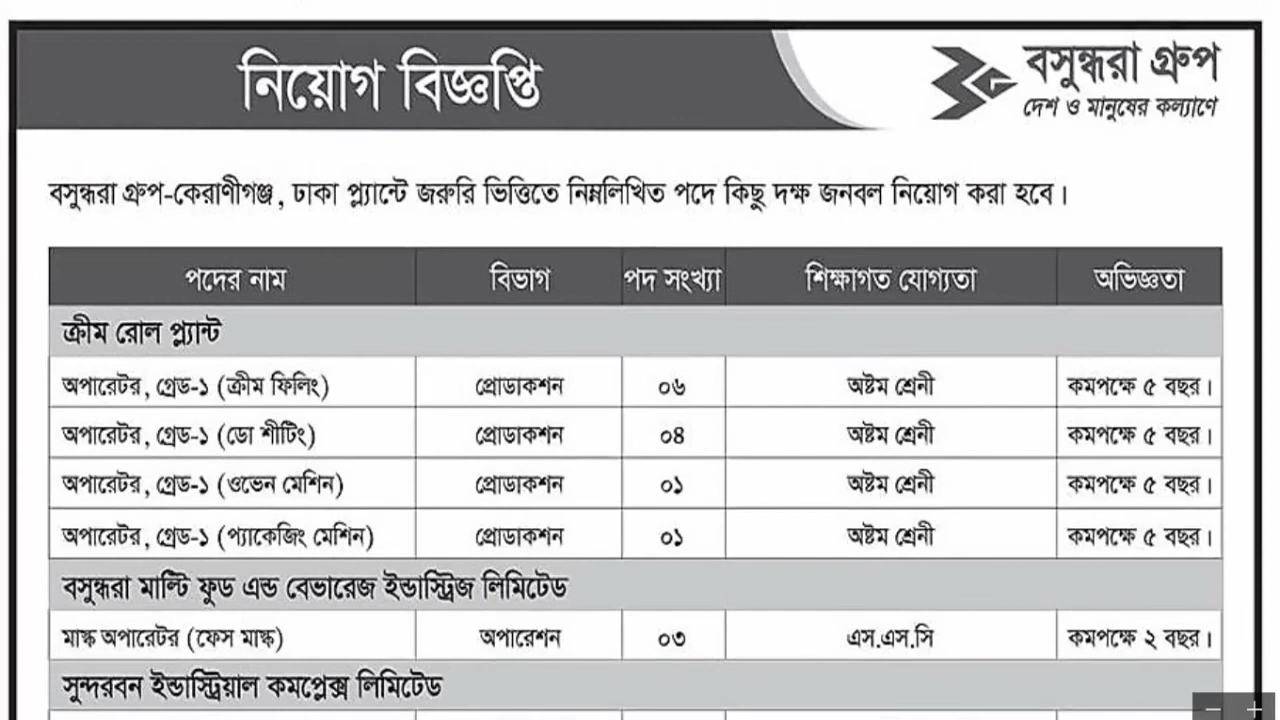 নিয়োগ বিজ্ঞপ্তি
বসুন্ধরা গ্রুপ
দেশ ও মানুষের কল্যাণে
বসুন্ধরা গ্রুপ-কেরাণীগঞ্জ, ঢাকা প্ল্যান্টে জরুরি ভিত্তিতে নিম্নলিখিত পদে কিছু দক্ষ জনবল নিয়োগ করা হবে।
পদের নাম বিভাগ পদ সংখ্যা শিক্ষাগত যোগ্যতা অভিজ্ঞতা
ক্রীম রোল প্ল্যান্ট
অপারেটর, গ্রেড-১ (ক্রীম ফিলিং) প্রোডাকশন ০৬ অষ্টম শ্রেনী কমপক্ষে ৫ বছর।
অপারেটর, গ্রেড-১ (ডো শীটিং) প্রোডাকশন ০৪ অষ্টম শ্রেনী কমপক্ষে ৫ বছর।
অপারেটর, গ্রেড-১ (ওভেন মেশিন) প্রোডাকশন ০১ অষ্টম শ্রেনী কমপক্ষে ৫ বছর।
অপারেটর, গ্রেড-১ (প্যাকেজিং মেশিন) প্রোডাকশন ০১ অষ্টম শ্রেনী কমপক্ষে ৫ বছর।
বসুন্ধরা মাল্টি ফুড এন্ড বেভারেজ ইন্ডাস্ট্রিজ লিমিটেড
মাস্ক অপারেটর (ফেস মাস্ক) অপারেশন ০৩ এস.এস.সি কমপক্ষে ২ বছর।
সুন্দরবন ইন্ডাস্ট্রিয়াল কমপ্লেক্স লিমিটেড